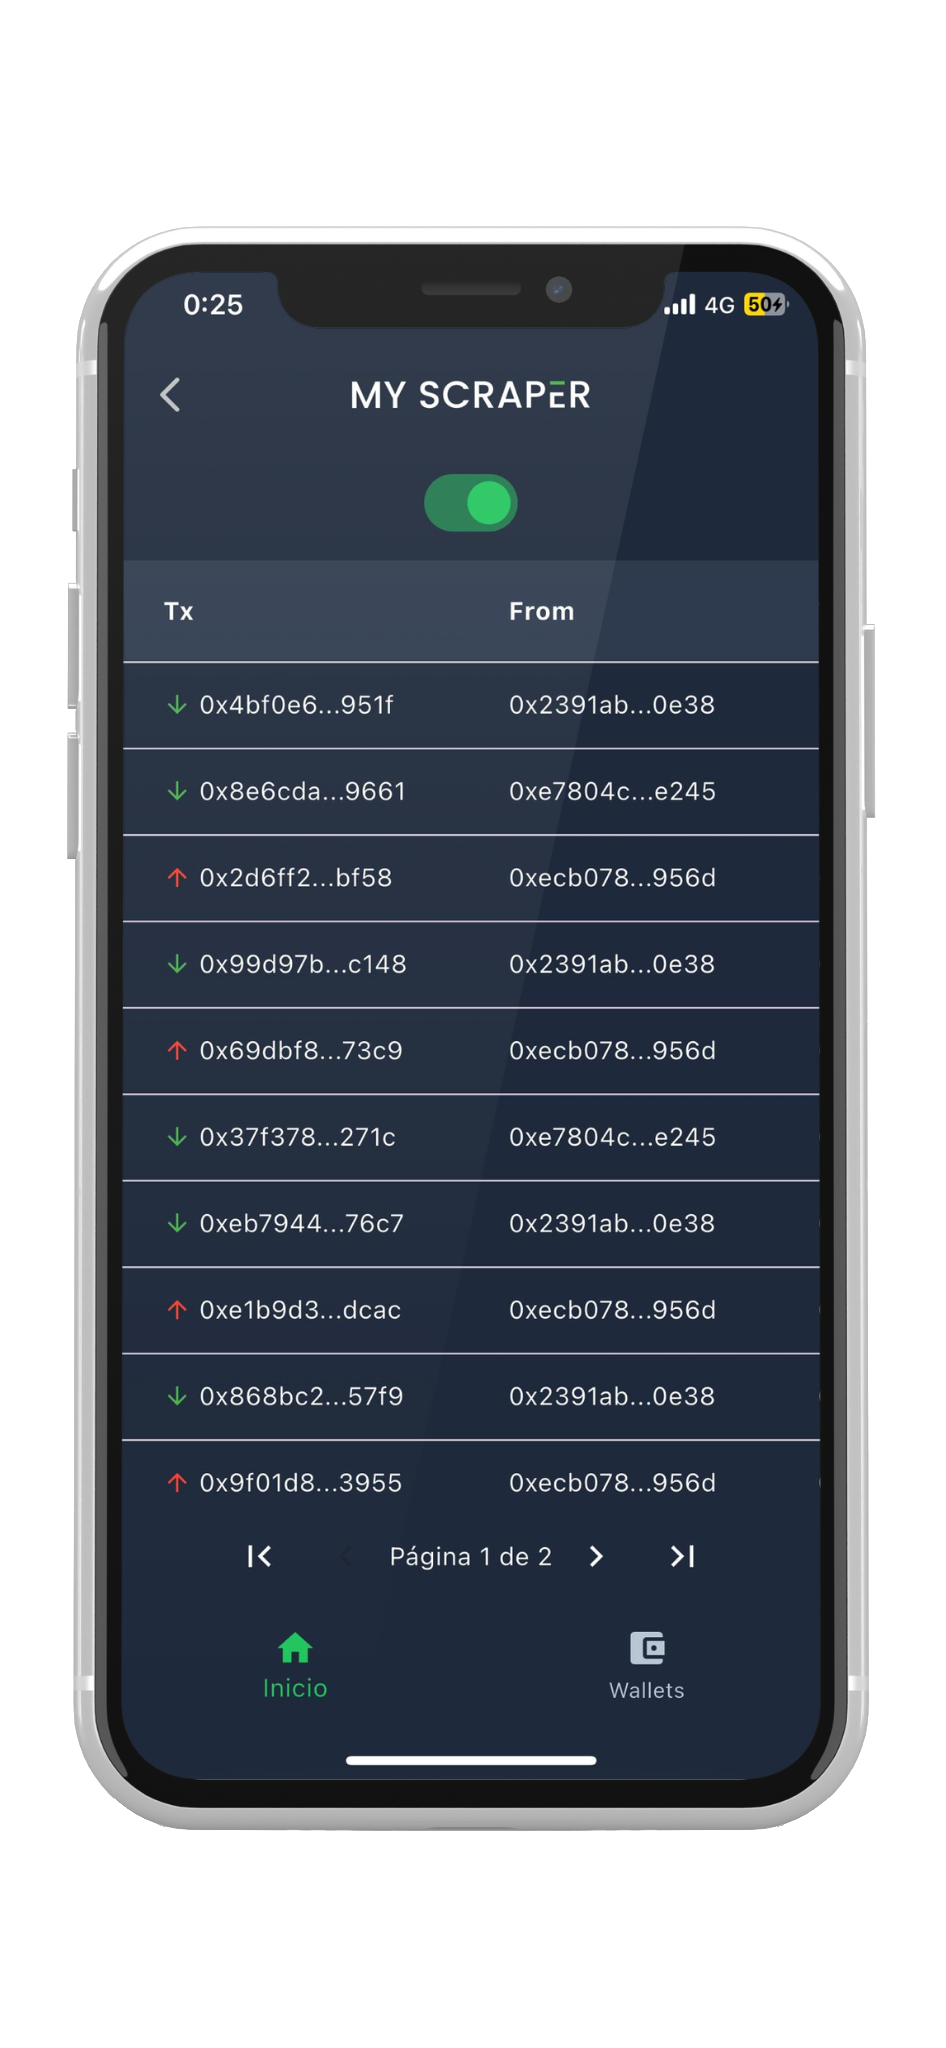 0:25 4G 50
MY SCRAPER
Tx From
0x4bf0e6...951f 0x2391ab...0e38
0x8e6cda...9661 0xe7804c...e245
0x2d6ff2...bf58 0xecb078...956d
0x99d97b...c148 0x2391ab...0e38
0x69dbf8...73c9 0xecb078...956d
0x37f378...271c 0xe7804c...e245
0xeb7944...76c7 0x2391ab...0e38
0xe1b9d3...dcac 0xecb078...956d
0x868bc2...57f9 0x2391ab...0e38
0x9f01d8...3955 0xecb078...956d
Página 1 de 2
Inicio Wallets